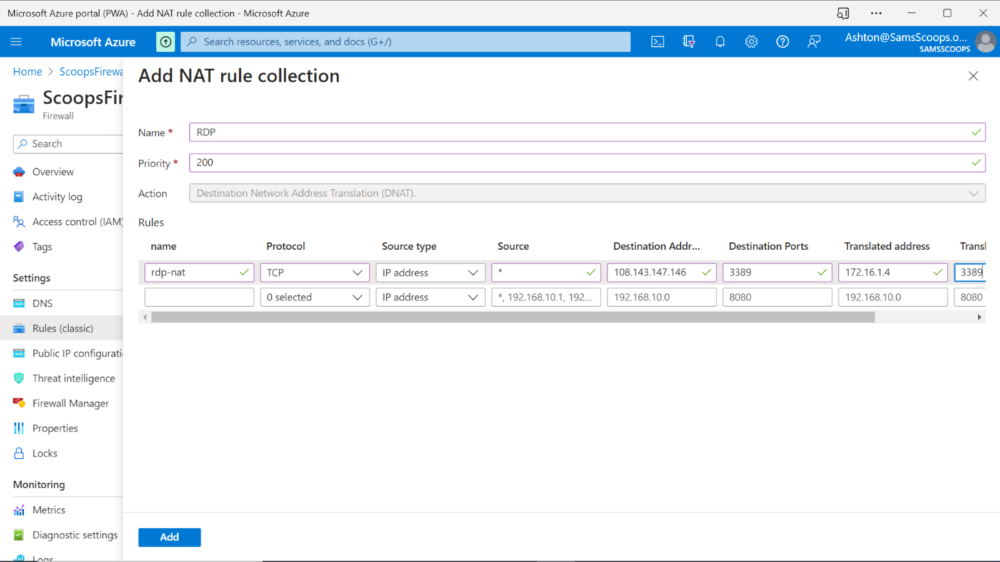 Microsoft Azure portal (PWA) - Add NAT rule collection - Microsoft Azure
Microsoft Azure
Search resources, services, and docs (G+/)
Ashton@SamsScoops.o...
SAMSSCOOPS
Home > ScoopsFirewa
ScoopsFir
Firewall
Search
Overview
Activity log
Access control (IAM)
Tags
Settings
DNS
Rules (classic)
Public IP configurati
Threat intelligence
Firewall Manager
Properties
Locks
Monitoring
Metrics
Diagnostic settings
Logs
Add NAT rule collection
Name * RDP
Priority * 200
Action Destination Network Address Translation (DNAT).
Rules
name Protocol Source type Source Destination Addr... Destination Ports Translated address Transl
rdp-nat TCP IP address * 108.143.147.146 3389 172.16.1.4 3389
0 selected IP address *, 192.168.10.1, 192... 192.168.10.0 8080 192.168.10.0 8080
Add